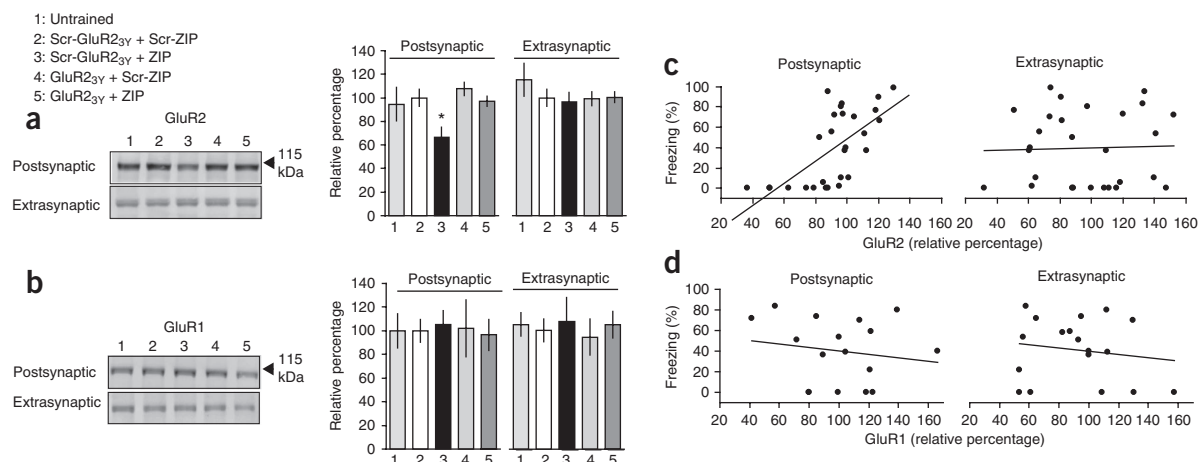 1: Untrained
2: Scr-GluR23Y + Scr-ZIP
3: Scr-GluR23Y + ZIP
4: GluR23Y + Scr-ZIP
5: GluR23Y + ZIP
a
GluR2
1 2 3 4 5
Postsynaptic
115
kDa
Extrasynaptic
Postsynaptic Extrasynaptic
Relative percentage
140
120
100
80
60
40
20
0
*
1 2 3 4 5 1 2 3 4 5
b
GluR1
1 2 3 4 5
Postsynaptic
115
kDa
Extrasynaptic
Postsynaptic Extrasynaptic
Relative percentage
140
120
100
80
60
40
20
0
1 2 3 4 5 1 2 3 4 5
c
Postsynaptic Extrasynaptic
Freezing (%)
100
80
60
40
20
0
20 40 60 80 100 120 140 160 20 40 60 80 100 120 140 160
GluR2 (relative percentage)
d
Postsynaptic Extrasynaptic
Freezing (%)
100
80
60
40
20
0
20 40 60 80 100 120 140 160 20 40 60 80 100 120 140 160
GluR1 (relative percentage)